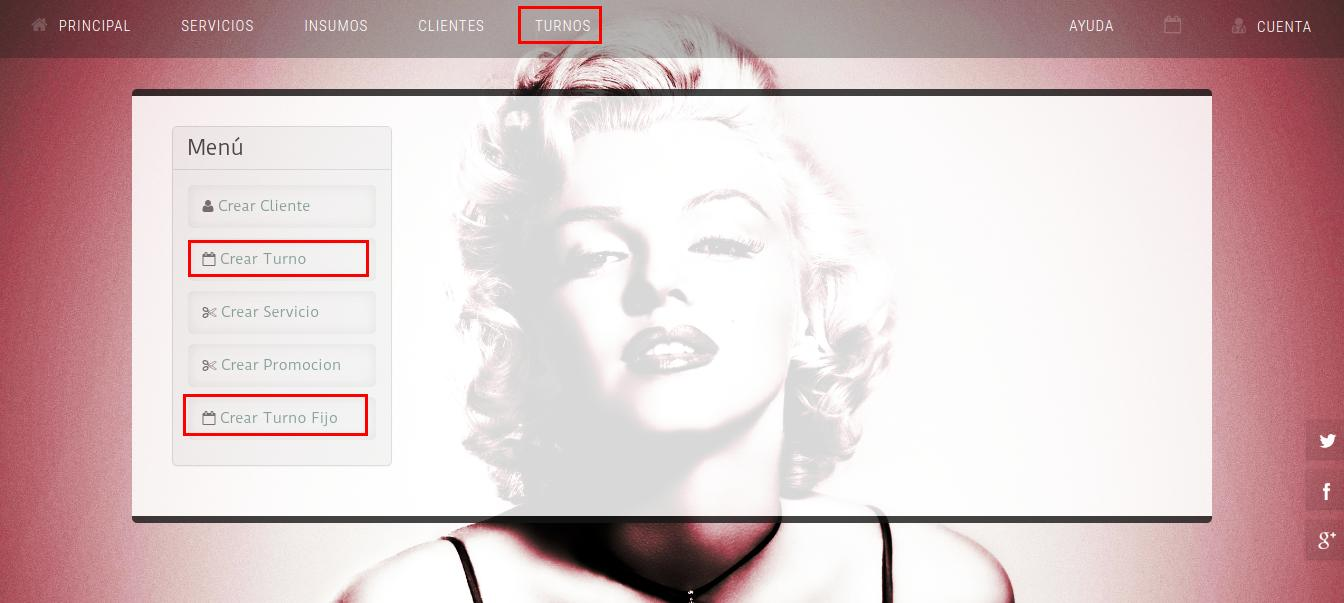 PRINCIPAL SERVICIOS INSUMOS CLIENTES TURNOS AYUDA CUENTA
Menú
Crear Cliente
Crear Turno
Crear Servicio
Crear Promocion
Crear Turno Fijo